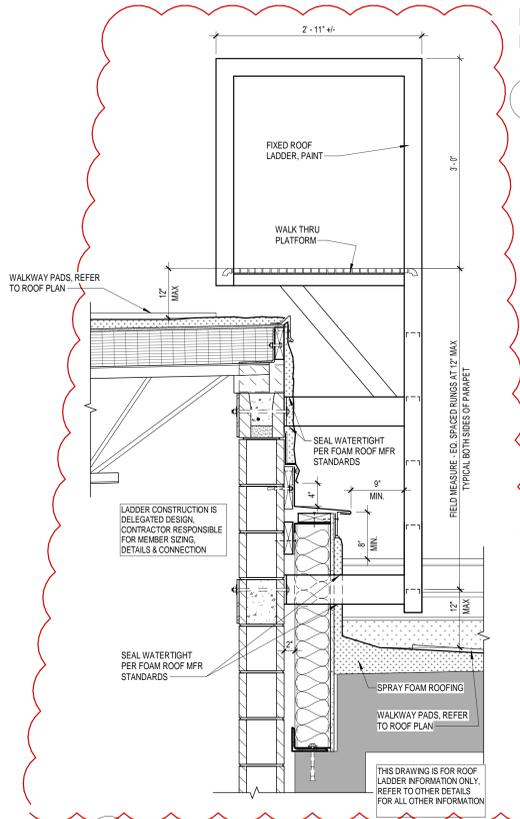 2' - 11" +/-
FIXED ROOF
LADDER, PAINT
3'- 0"
WALK THRU
PLATFORM
WALKWAY PADS, REFER
TO ROOF PLAN
12"
MAX
FIELD MEASURE - EQ. SPACED RUNGS AT 12" MAX
TYPICAL BOTH SIDES OF PARAPET
SEAL WATERTIGHT
PER FOAM ROOF MFR
STANDARDS
9"
MIN.
4"
LADDER CONSTRUCTION IS
DELEGATED DESIGN,
CONTRACTOR RESPONSIBLE
FOR MEMBER SIZING,
DETAILS & CONNECTION
8"
MIN.
12"
MAX
2"
SEAL WATERTIGHT
PER FOAM ROOF MFR
STANDARDS
SPRAY FOAM ROOFING
WALKWAY PADS, REFER
TO ROOF PLAN
THIS DRAWING IS FOR ROOF
LADDER INFORMATION ONLY,
REFER TO OTHER DETAILS
FOR ALL OTHER INFORMATION